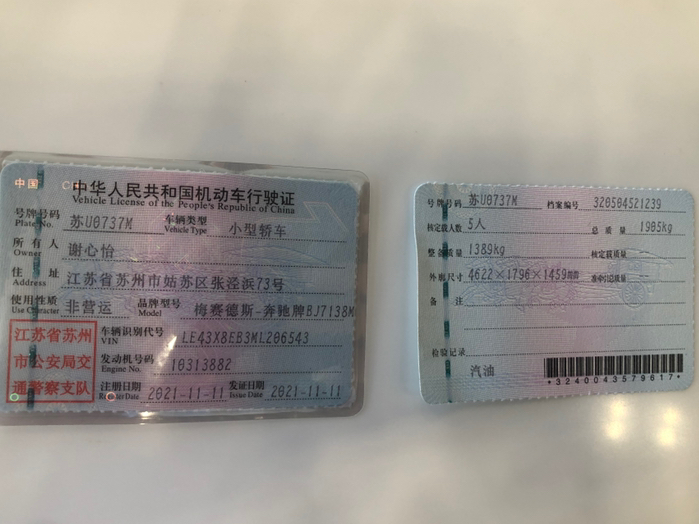 中国
中华人民共和国机动车行驶证
Vehicle License of the People's Republic of China
号牌号码 苏U0737M 车辆类型 小型轿车
Plate No. Vehicle Type
所有人 谢心怡
Owner
住址 江苏省苏州市姑苏区张泾浜73号
Address
使用性质 非营运 品牌型号 梅赛德斯-奔驰牌BJ7138M
Use Character Model
江苏省苏州市公安局交通警察支队
车辆识别代号 LE43X8EB3ML206543
VIN
发动机号码 10313882
Engine No.
注册日期 2021-11-11 发证日期 2021-11-11
Register Date Issue Date
号牌号码 苏U0737M 档案编号 320504521239
核定载人数 5人 总质量 1905kg
整备质量 1389kg 核定载质量 --
外廓尺寸 4622×1796×1459mm 准牵引总质量 --
备注
检验记录
汽油
*3240043579617*